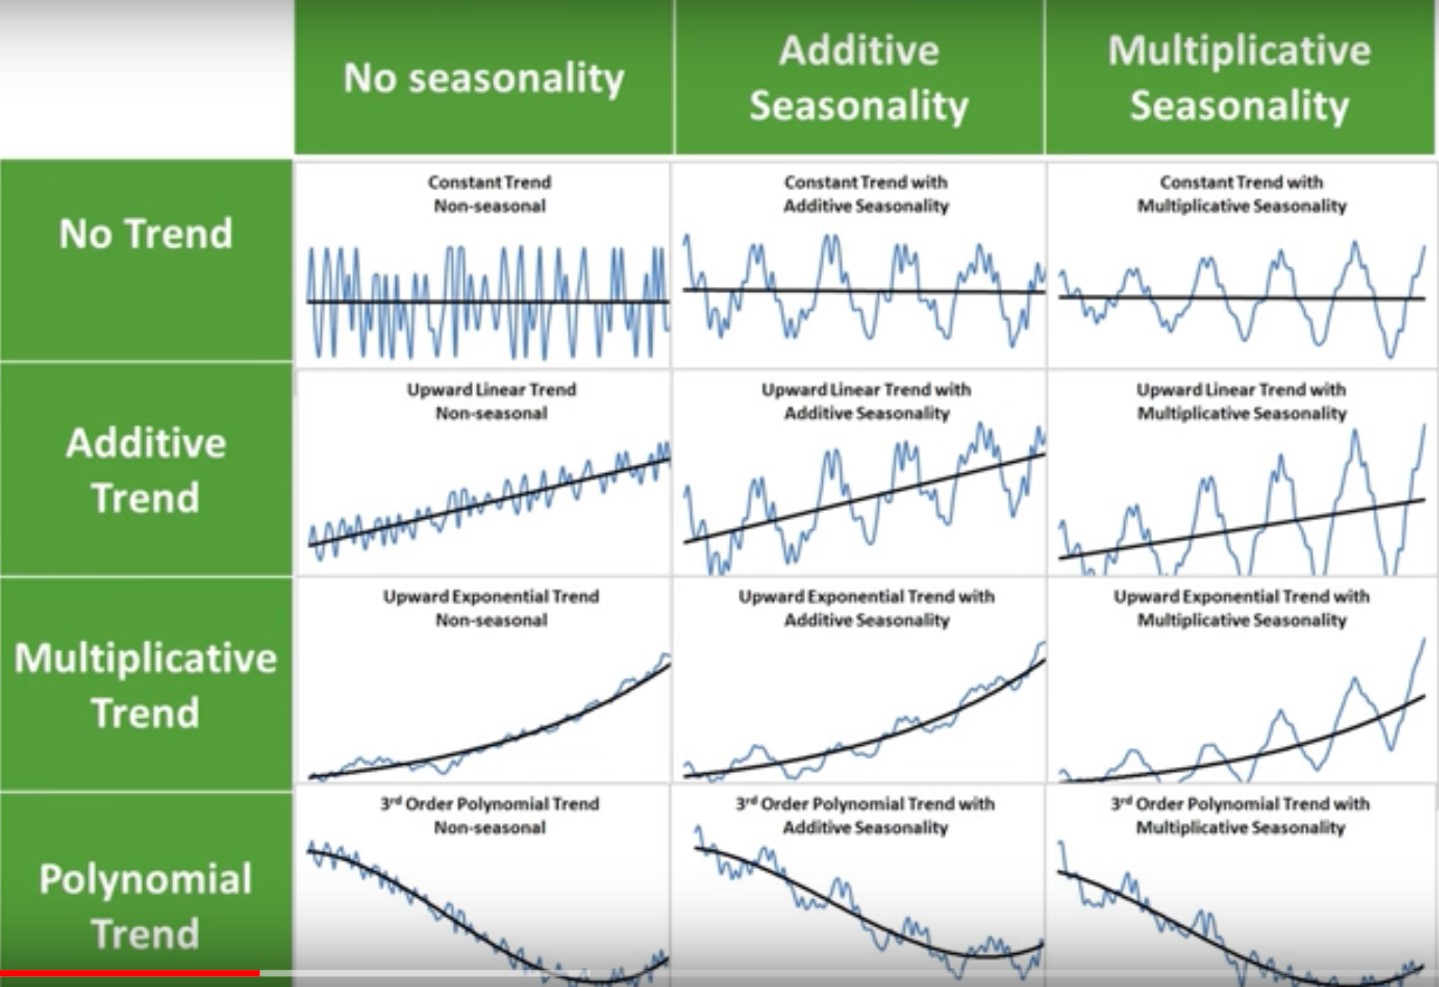 No seasonality
Additive
Seasonality
Multiplicative
Seasonality
No Trend
Constant Trend
Non-seasonal
Constant Trend with
Additive Seasonality
Constant Trend with
Multiplicative Seasonality
Additive
Trend
Upward Linear Trend
Non-seasonal
Upward Linear Trend with
Additive Seasonality
Upward Linear Trend with
Multiplicative Seasonality
Multiplicative
Trend
Upward Exponential Trend
Non-seasonal
Upward Exponential Trend with
Additive Seasonality
Upward Exponential Trend with
Multiplicative Seasonality
Polynomial
Trend
3rd Order Polynomial Trend
Non-seasonal
3rd Order Polynomial Trend with
Additive Seasonality
3rd Order Polynomial Trend with
Multiplicative Seasonality